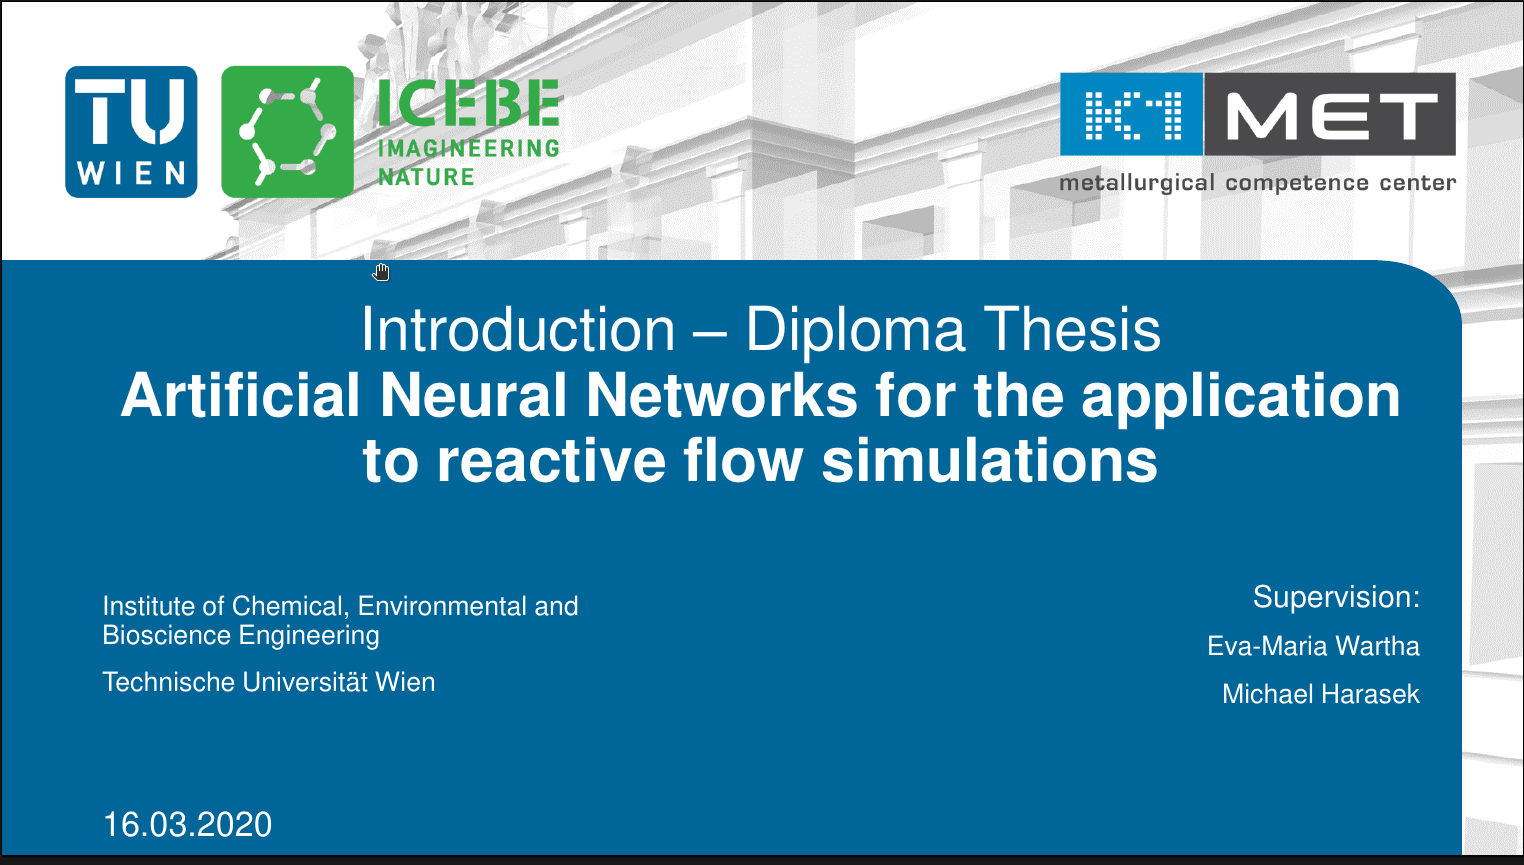 TU
WIEN
ICEBE
IMAGINEERING
NATURE
K1 MET
metallurgical competence center
Introduction – Diploma Thesis
Artificial Neural Networks for the application
to reactive flow simulations
Institute of Chemical, Environmental and
Bioscience Engineering
Technische Universität Wien
Supervision:
Eva-Maria Wartha
Michael Harasek
16.03.2020